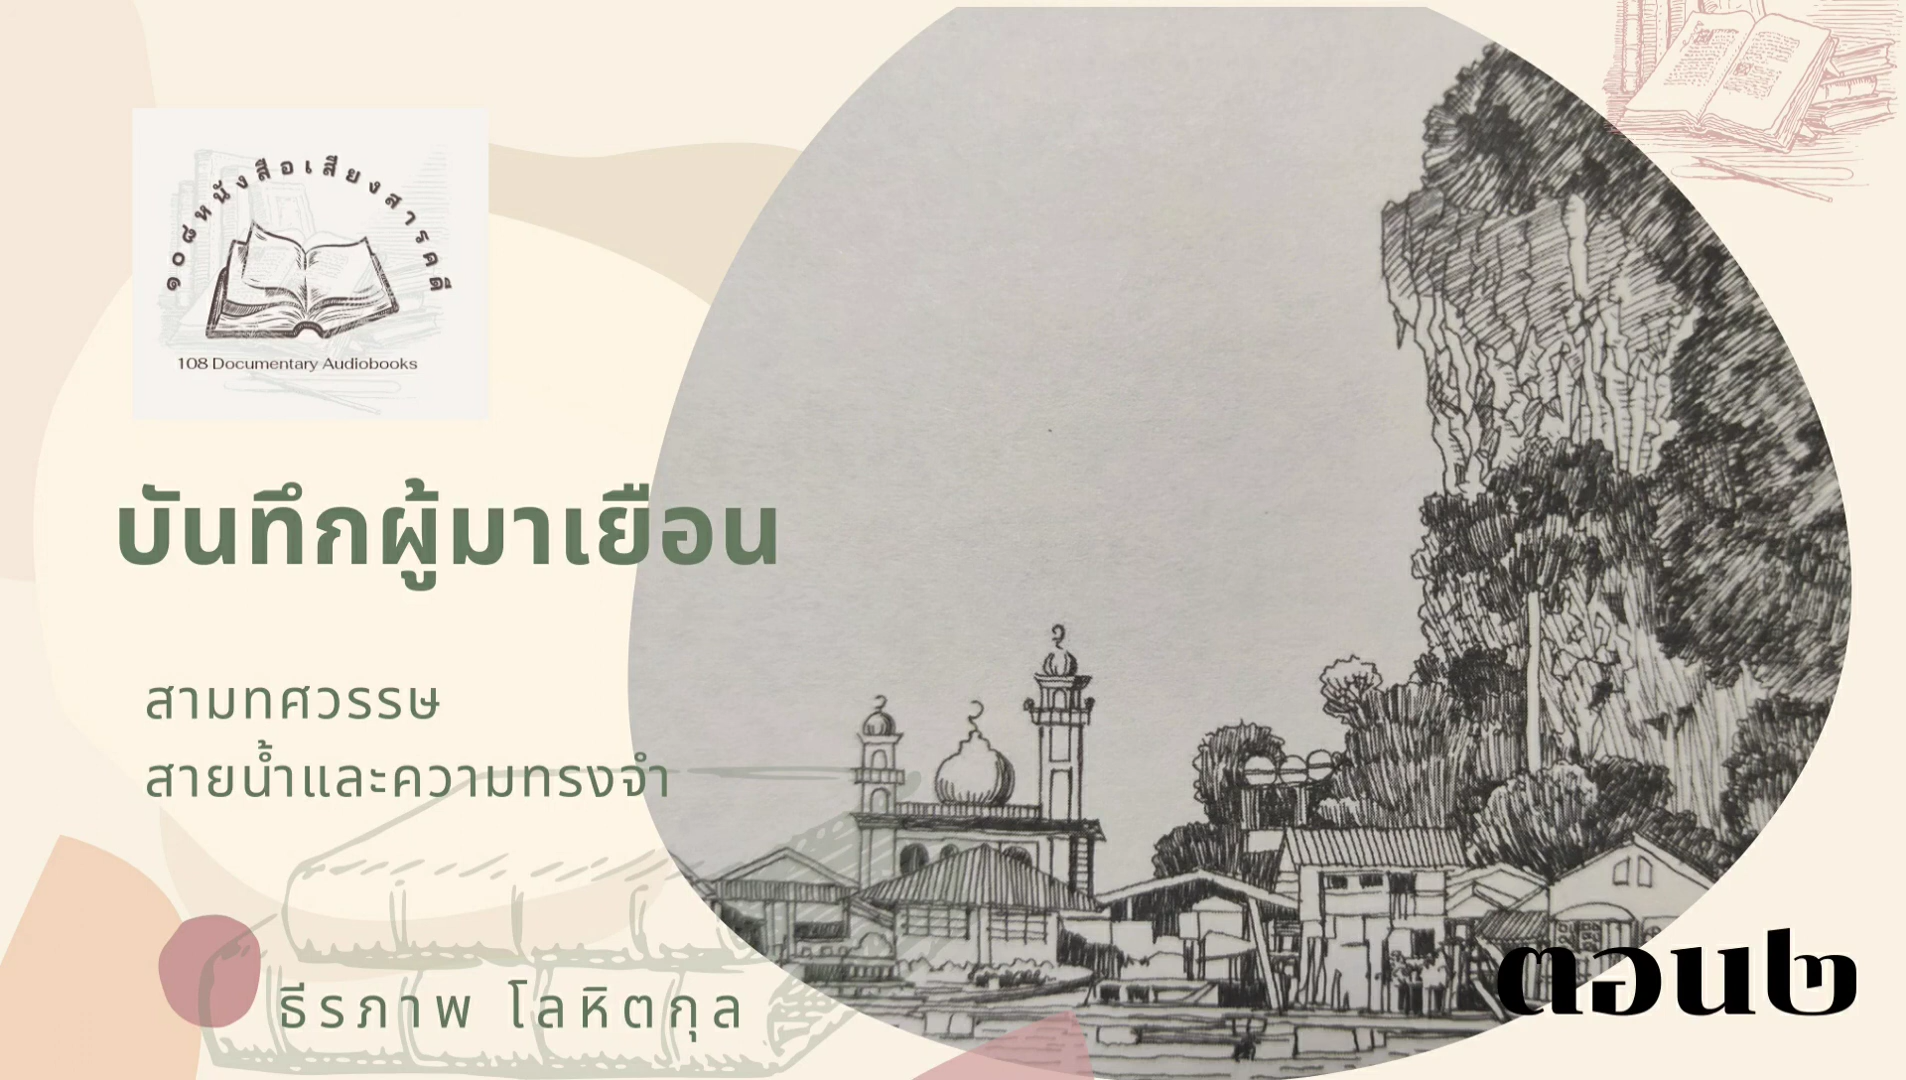 ๑๐๘หนังสือเสียงสารคดี
108 Documentary Audiobooks
บันทึกผู้มาเยือน
สามทศวรรษ
สายน้ำและความทรงจำ
ธีรภาพ โลหิตกุล
ตอน๒